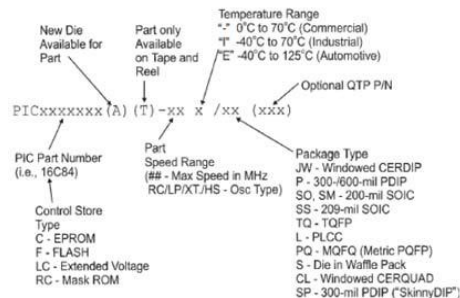 Temperature Range
"-" 0°C to 70°C (Commercial)
"I" -40°C to 70°C (Industrial)
"E" -40°C to 125°C (Automotive)
New Die
Available for
Part
Part only
Available
on Tape and
Reel
Optional QTP P/N
PICxxxxxxx(A)(T)-xx x /xx (xxx)
PIC Part Number
(i.e., 16C84)
Part
Speed Range
(## - Max Speed in MHz
RC/LP/XT./HS - Osc Type)
Control Store
Type
C - EPROM
F - FLASH
LC - Extended Voltage
RC - Mask ROM
Package Type
JW - Windowed CERDIP
P - 300-/600-mil PDIP
SO, SM - 200-mil SOIC
SS - 209-mil SOIC
TQ - TQFP
L - PLCC
PQ - MQFQ (Metric PQFP)
S - Die in Waffle Pack
CL - Windowed CERQUAD
SP - 300-mil PDIP ("SkinnyDIP")